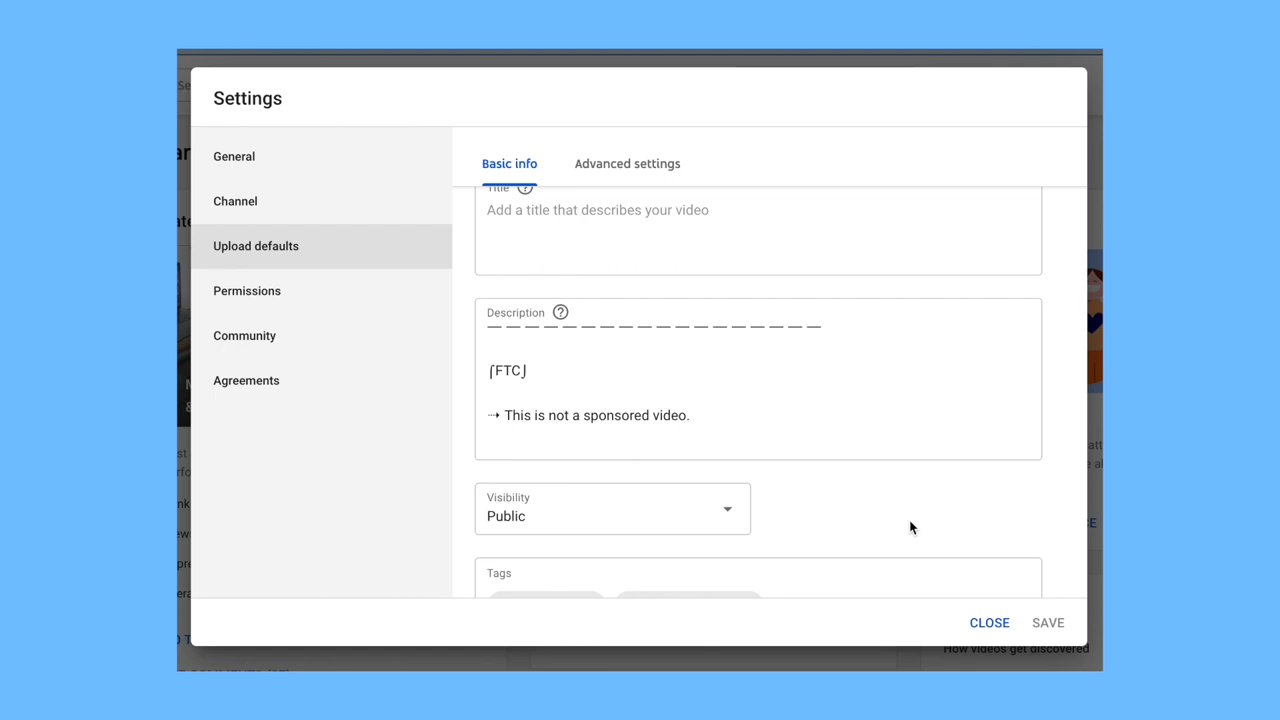 Settings
General
Channel
Upload defaults
Permissions
Community
Agreements
Basic info
Advanced settings
Title ?
Add a title that describes your video
Description ?
— — — — — — — — — — — — — — — — — —
⌠FTC⌡
⤑ This is not a sponsored video.
Visibility
Public
Tags
CLOSE
SAVE
How videos get discovered